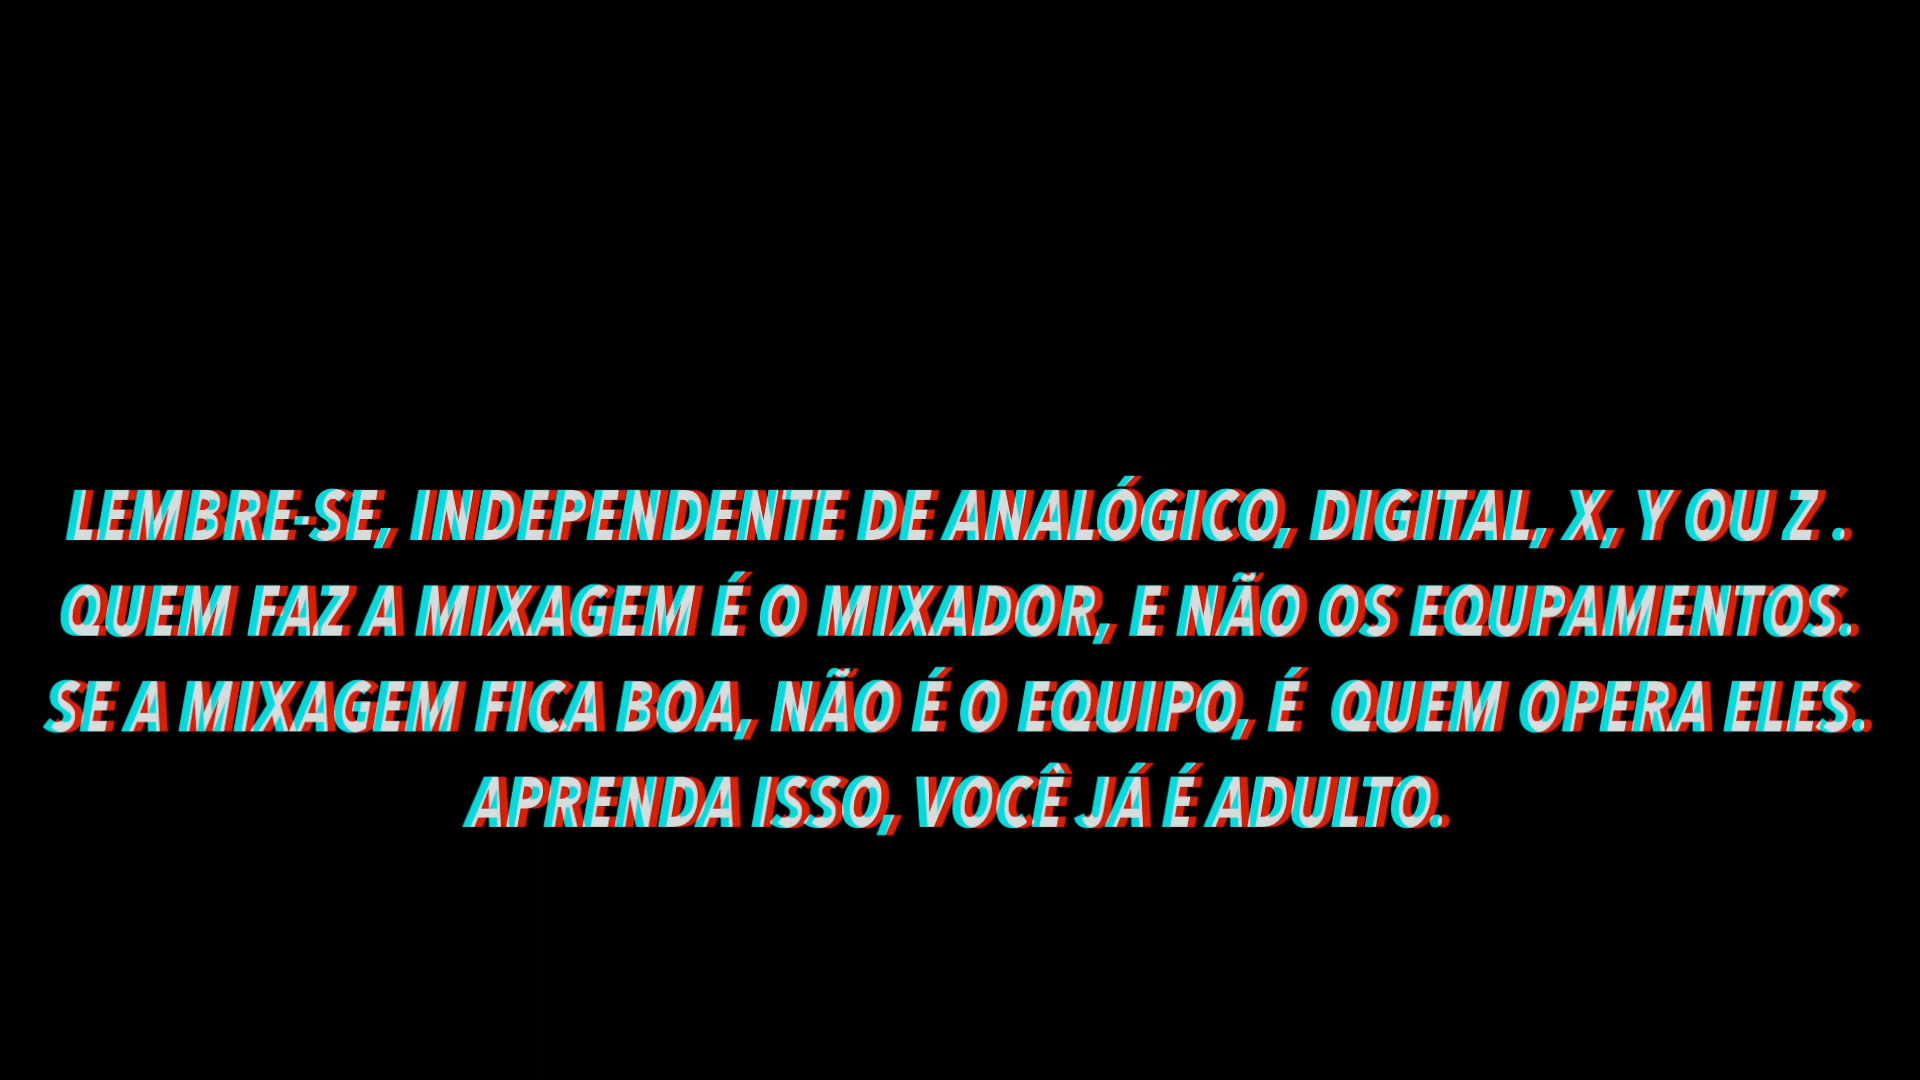 LEMBRE-SE, INDEPENDENTE DE ANALÓGICO, DIGITAL, X, Y OU Z .
QUEM FAZ A MIXAGEM É O MIXADOR, E NÃO OS EQUPAMENTOS.
SE A MIXAGEM FICA BOA, NÃO É O EQUIPO, É  QUEM OPERA ELES.
APRENDA ISSO, VOCÊ JÁ É ADULTO.